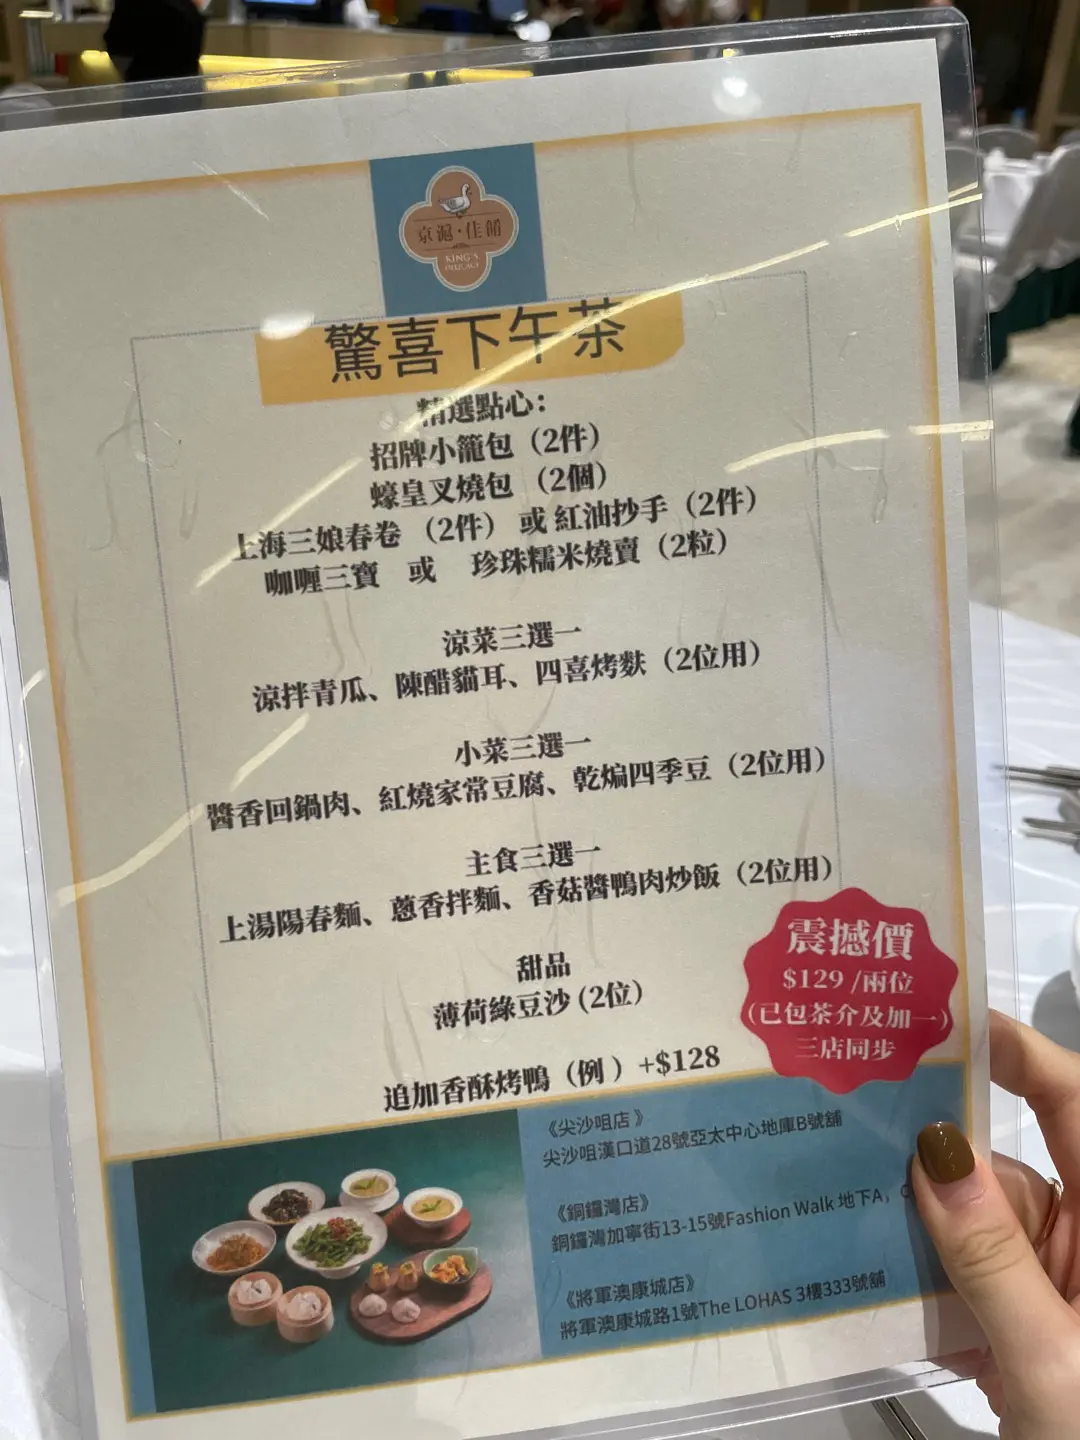 京滬·佳餚
KING'S
DELICACY
驚喜下午茶
精選點心：
招牌小籠包（2件）
蠔皇叉燒包（2個）
上海三娘春卷（2件）或 紅油抄手（2件）
咖喱三寶 或 珍珠糯米燒賣（2粒）
涼菜三選一
涼拌青瓜、陳醋貓耳、四喜烤麩（2位用）
小菜三選一
醬香回鍋肉、紅燒家常豆腐、乾煸四季豆（2位用）
主食三選一
上湯陽春麵、蔥香拌麵、香菇醬鴨肉炒飯（2位用）
甜品
薄荷綠豆沙 (2位)
追加香酥烤鴨（例）+$128
震撼價
$129 /兩位
(已包茶介及加一)
三店同步
《尖沙咀店》
尖沙咀漢口道28號亞太中心地庫B號舖
《銅鑼灣店》
銅鑼灣加寧街13-15號Fashion Walk 地下A，
《將軍澳康城店》
將軍澳康城路1號The LOHAS 3樓333號舖